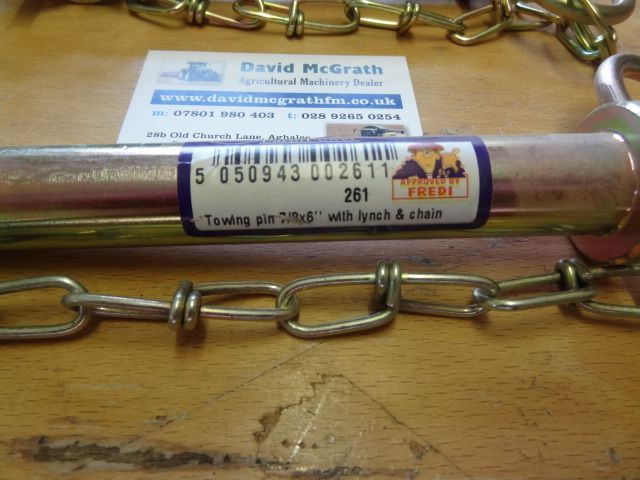 David McGrath
Agricultural Machinery Dealer
www.davidmcgrathfm.co.uk
m: 07801 980 403 t: 028 9265 0254
28b Old Church Lane, Aghalee
5 050943 002611
261
APPROVED BY
FREDI
Towing pin 7/8x6" with lynch & chain